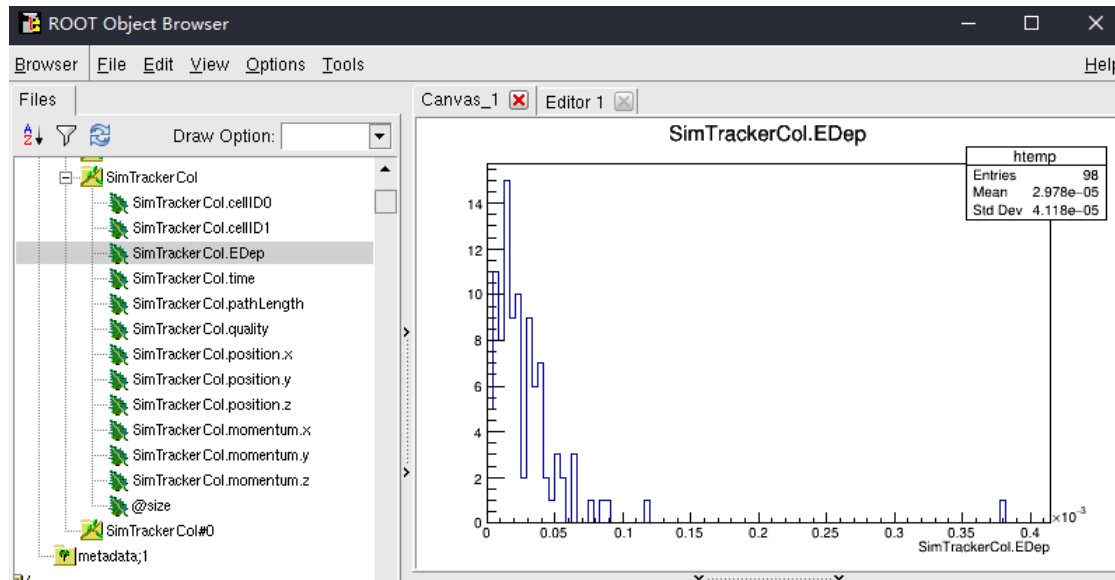 ROOT Object Browser
Browser File Edit View Options Tools Help
Files
Draw Option:
SimTrackerCol
SimTrackerCol.cellID0
SimTrackerCol.cellID1
SimTrackerCol.EDep
SimTrackerCol.time
SimTrackerCol.pathLength
SimTrackerCol.quality
SimTrackerCol.position.x
SimTrackerCol.position.y
SimTrackerCol.position.z
SimTrackerCol.momentum.x
SimTrackerCol.momentum.y
SimTrackerCol.momentum.z
@size
SimTrackerCol#0
metadata;1
Canvas_1 Editor 1
SimTrackerCol.EDep
htemp
Entries 98
Mean 2.978e-05
Std Dev 4.118e-05
14
12
10
8
6
4
2
0
0 0.05 0.1 0.15 0.2 0.25 0.3 0.35 0.4
×10⁻³
SimTrackerCol.EDep